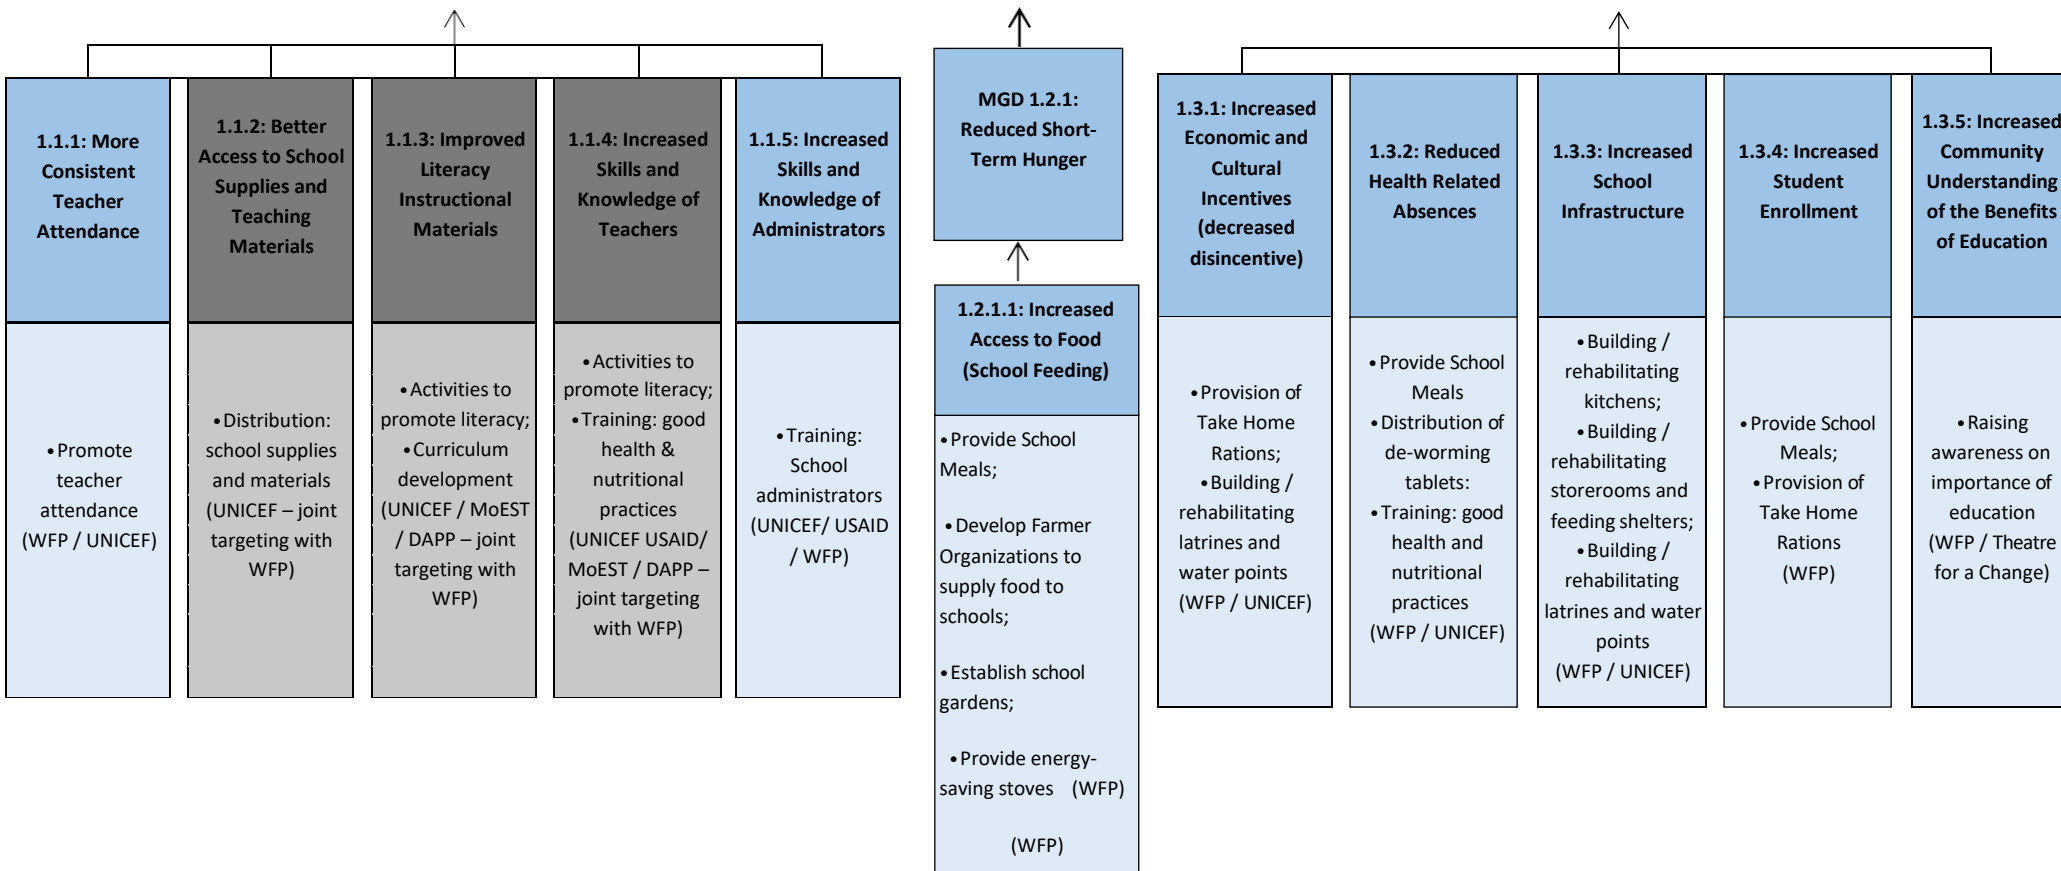 1.1.1: More
Consistent
Teacher
Attendance
•Promote
teacher
attendance
(WFP / UNICEF)
1.1.2: Better
Access to School
Supplies and
Teaching
Materials
•Distribution:
school supplies
and materials
(UNICEF – joint
targeting with
WFP)
1.1.3: Improved
Literacy
Instructional
Materials
•Activities to
promote literacy;
•Curriculum
development
(UNICEF / MoEST
/ DAPP – joint
targeting with
WFP)
1.1.4: Increased
Skills and
Knowledge of
Teachers
•Activities to
promote literacy;
•Training: good
health &
nutritional
practices
(UNICEF USAID/
MoEST / DAPP –
joint targeting
with WFP)
1.1.5: Increased
Skills and
Knowledge of
Administrators
•Training:
School
administrators
(UNICEF/ USAID
/ WFP)
MGD 1.2.1:
Reduced Short-
Term Hunger
1.2.1.1: Increased
Access to Food
(School Feeding)
•Provide School
Meals;
•Develop Farmer
Organizations to
supply food to
schools;
•Establish school
gardens;
•Provide energy-
saving stoves (WFP)
(WFP)
1.3.1: Increased
Economic and
Cultural
Incentives
(decreased
disincentive)
•Provision of
Take Home
Rations;
•Building /
rehabilitating
latrines and
water points
(WFP / UNICEF)
1.3.2: Reduced
Health Related
Absences
•Provide School
Meals
•Distribution of
de-worming
tablets:
•Training: good
health and
nutritional
practices
(WFP / UNICEF)
1.3.3: Increased
School
Infrastructure
•Building /
rehabilitating
kitchens;
•Building /
rehabilitating
storerooms and
feeding shelters;
•Building /
rehabilitating
latrines and water
points
(WFP / UNICEF)
1.3.4: Increased
Student
Enrollment
•Provide School
Meals;
•Provision of
Take Home
Rations
(WFP)
1.3.5: Increased
Community
Understanding
of the Benefits
of Education
•Raising
awareness on
importance of
education
(WFP / Theatre
for a Change)